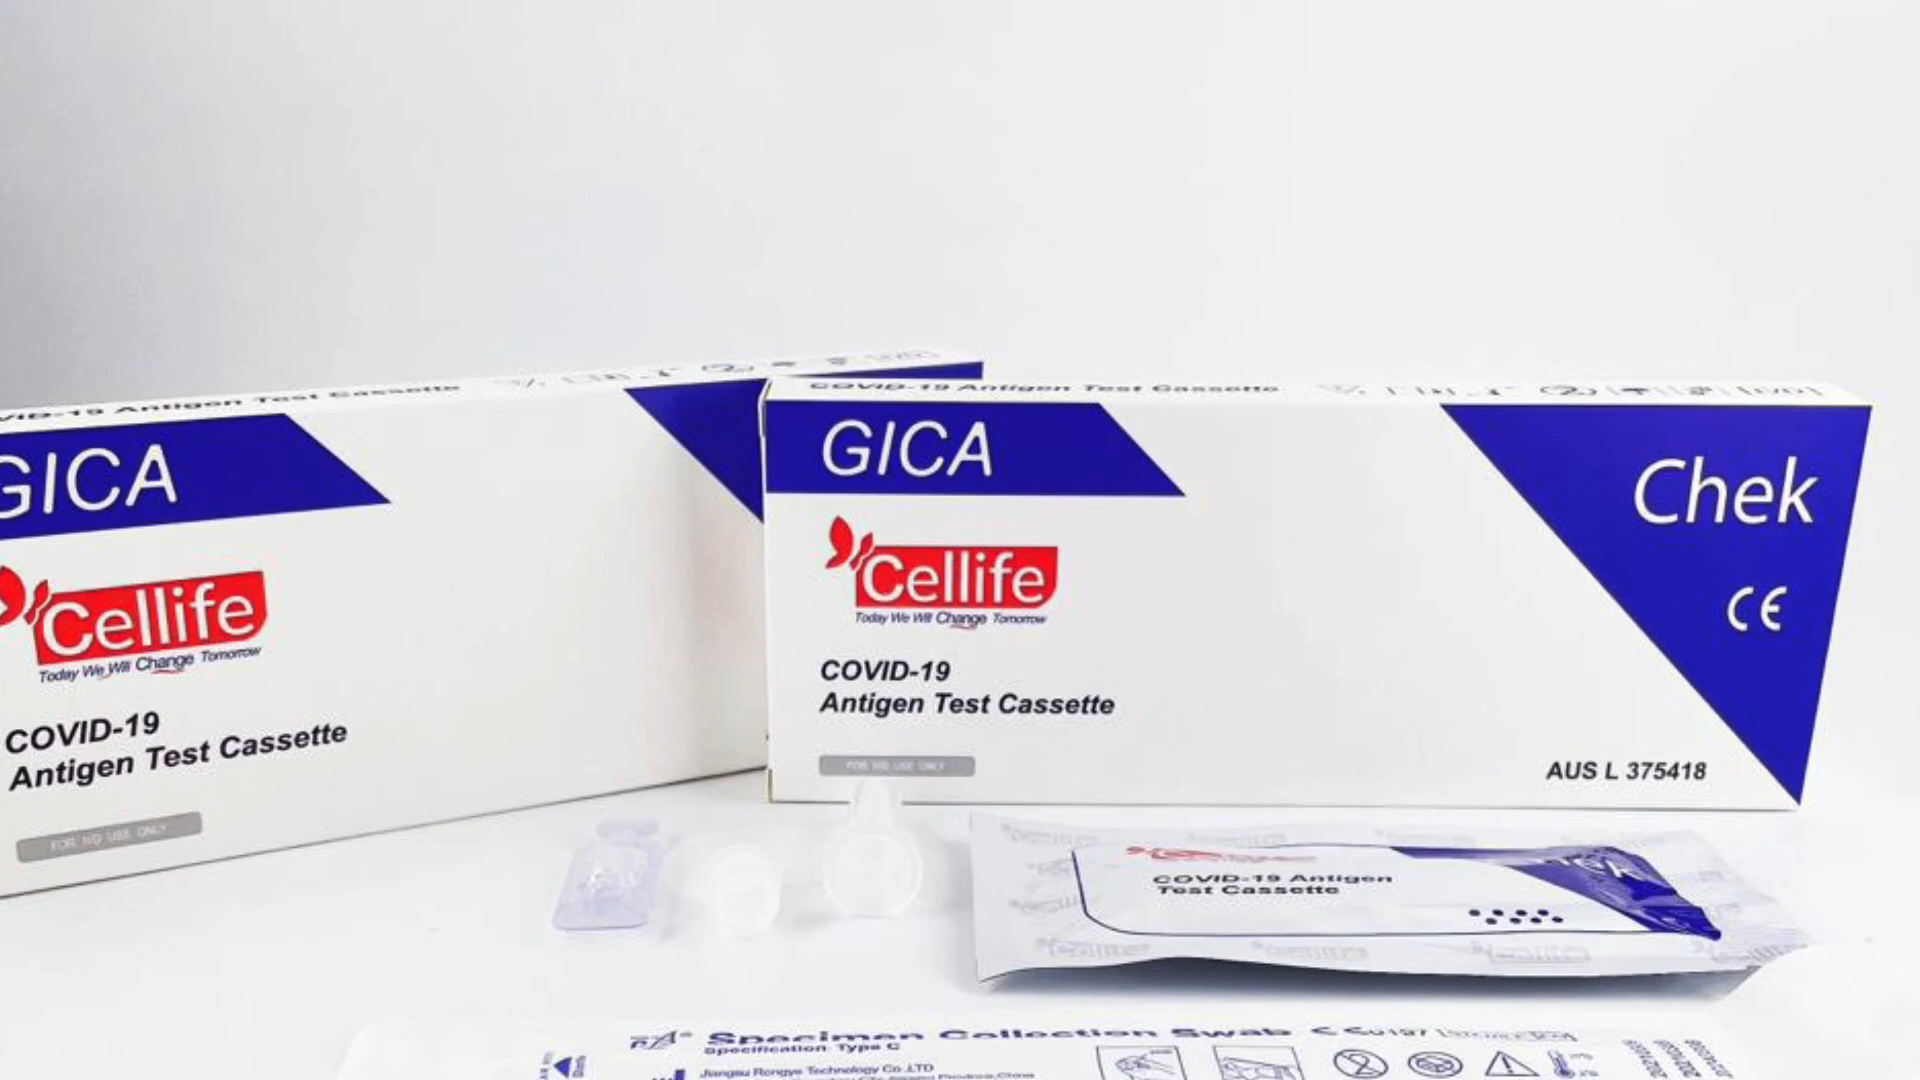 COVID-19 Antigen Test Cassette
GICA
Cellife
Today We Will Change Tomorrow
COVID-19
Antigen Test Cassette
FOR IVD USE ONLY
COVID-19 Antigen Test Cassette
GICA
Chek
CE
Cellife
Today We Will Change Tomorrow
COVID-19
Antigen Test Cassette
FOR IVD USE ONLY
AUS L 375418
COVID-19 Antigen
Test Cassette
Specimen Collection Swab CE 0197
Specification Type C
Jiangsu Rongye Technology Co.,LTD